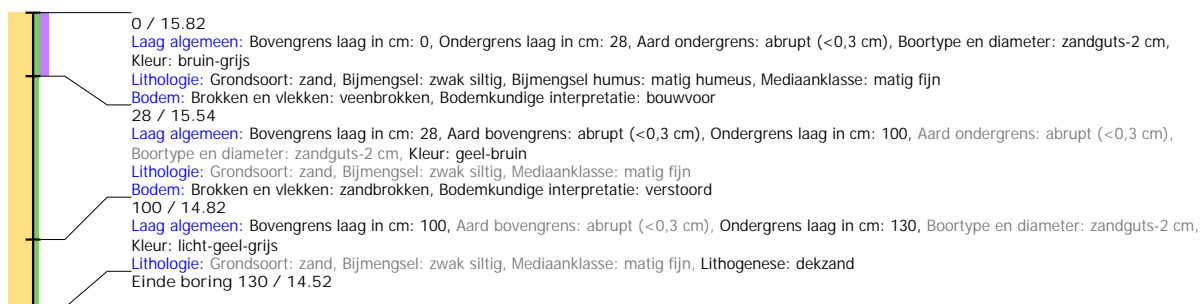 0 / 15.82
Laag algemeen: Bovengrens laag in cm: 0, Ondergrens laag in cm: 28, Aard ondergrens: abrupt (<0,3 cm), Boortype en diameter: zandguts-2 cm,
Kleur: bruin-grijs
Lithologie: Grondsoort: zand, Bijmengsel: zwak siltig, Bijmengsel humus: matig humeus, Mediaanklasse: matig fijn
Bodem: Brokken en vlekken: veenbrokken, Bodemkundige interpretatie: bouwvoor
28 / 15.54
Laag algemeen: Bovengrens laag in cm: 28, Aard bovengrens: abrupt (<0,3 cm), Ondergrens laag in cm: 100, Aard ondergrens: abrupt (<0,3 cm),
Boortype en diameter: zandguts-2 cm, Kleur: geel-bruin
Lithologie: Grondsoort: zand, Bijmengsel: zwak siltig, Mediaanklasse: matig fijn
Bodem: Brokken en vlekken: zandbrokken, Bodemkundige interpretatie: verstoord
100 / 14.82
Laag algemeen: Bovengrens laag in cm: 100, Aard bovengrens: abrupt (<0,3 cm), Ondergrens laag in cm: 130, Boortype en diameter: zandguts-2 cm,
Kleur: licht-geel-grijs
Lithologie: Grondsoort: zand, Bijmengsel: zwak siltig, Mediaanklasse: matig fijn, Lithogenese: dekzand
Einde boring 130 / 14.52